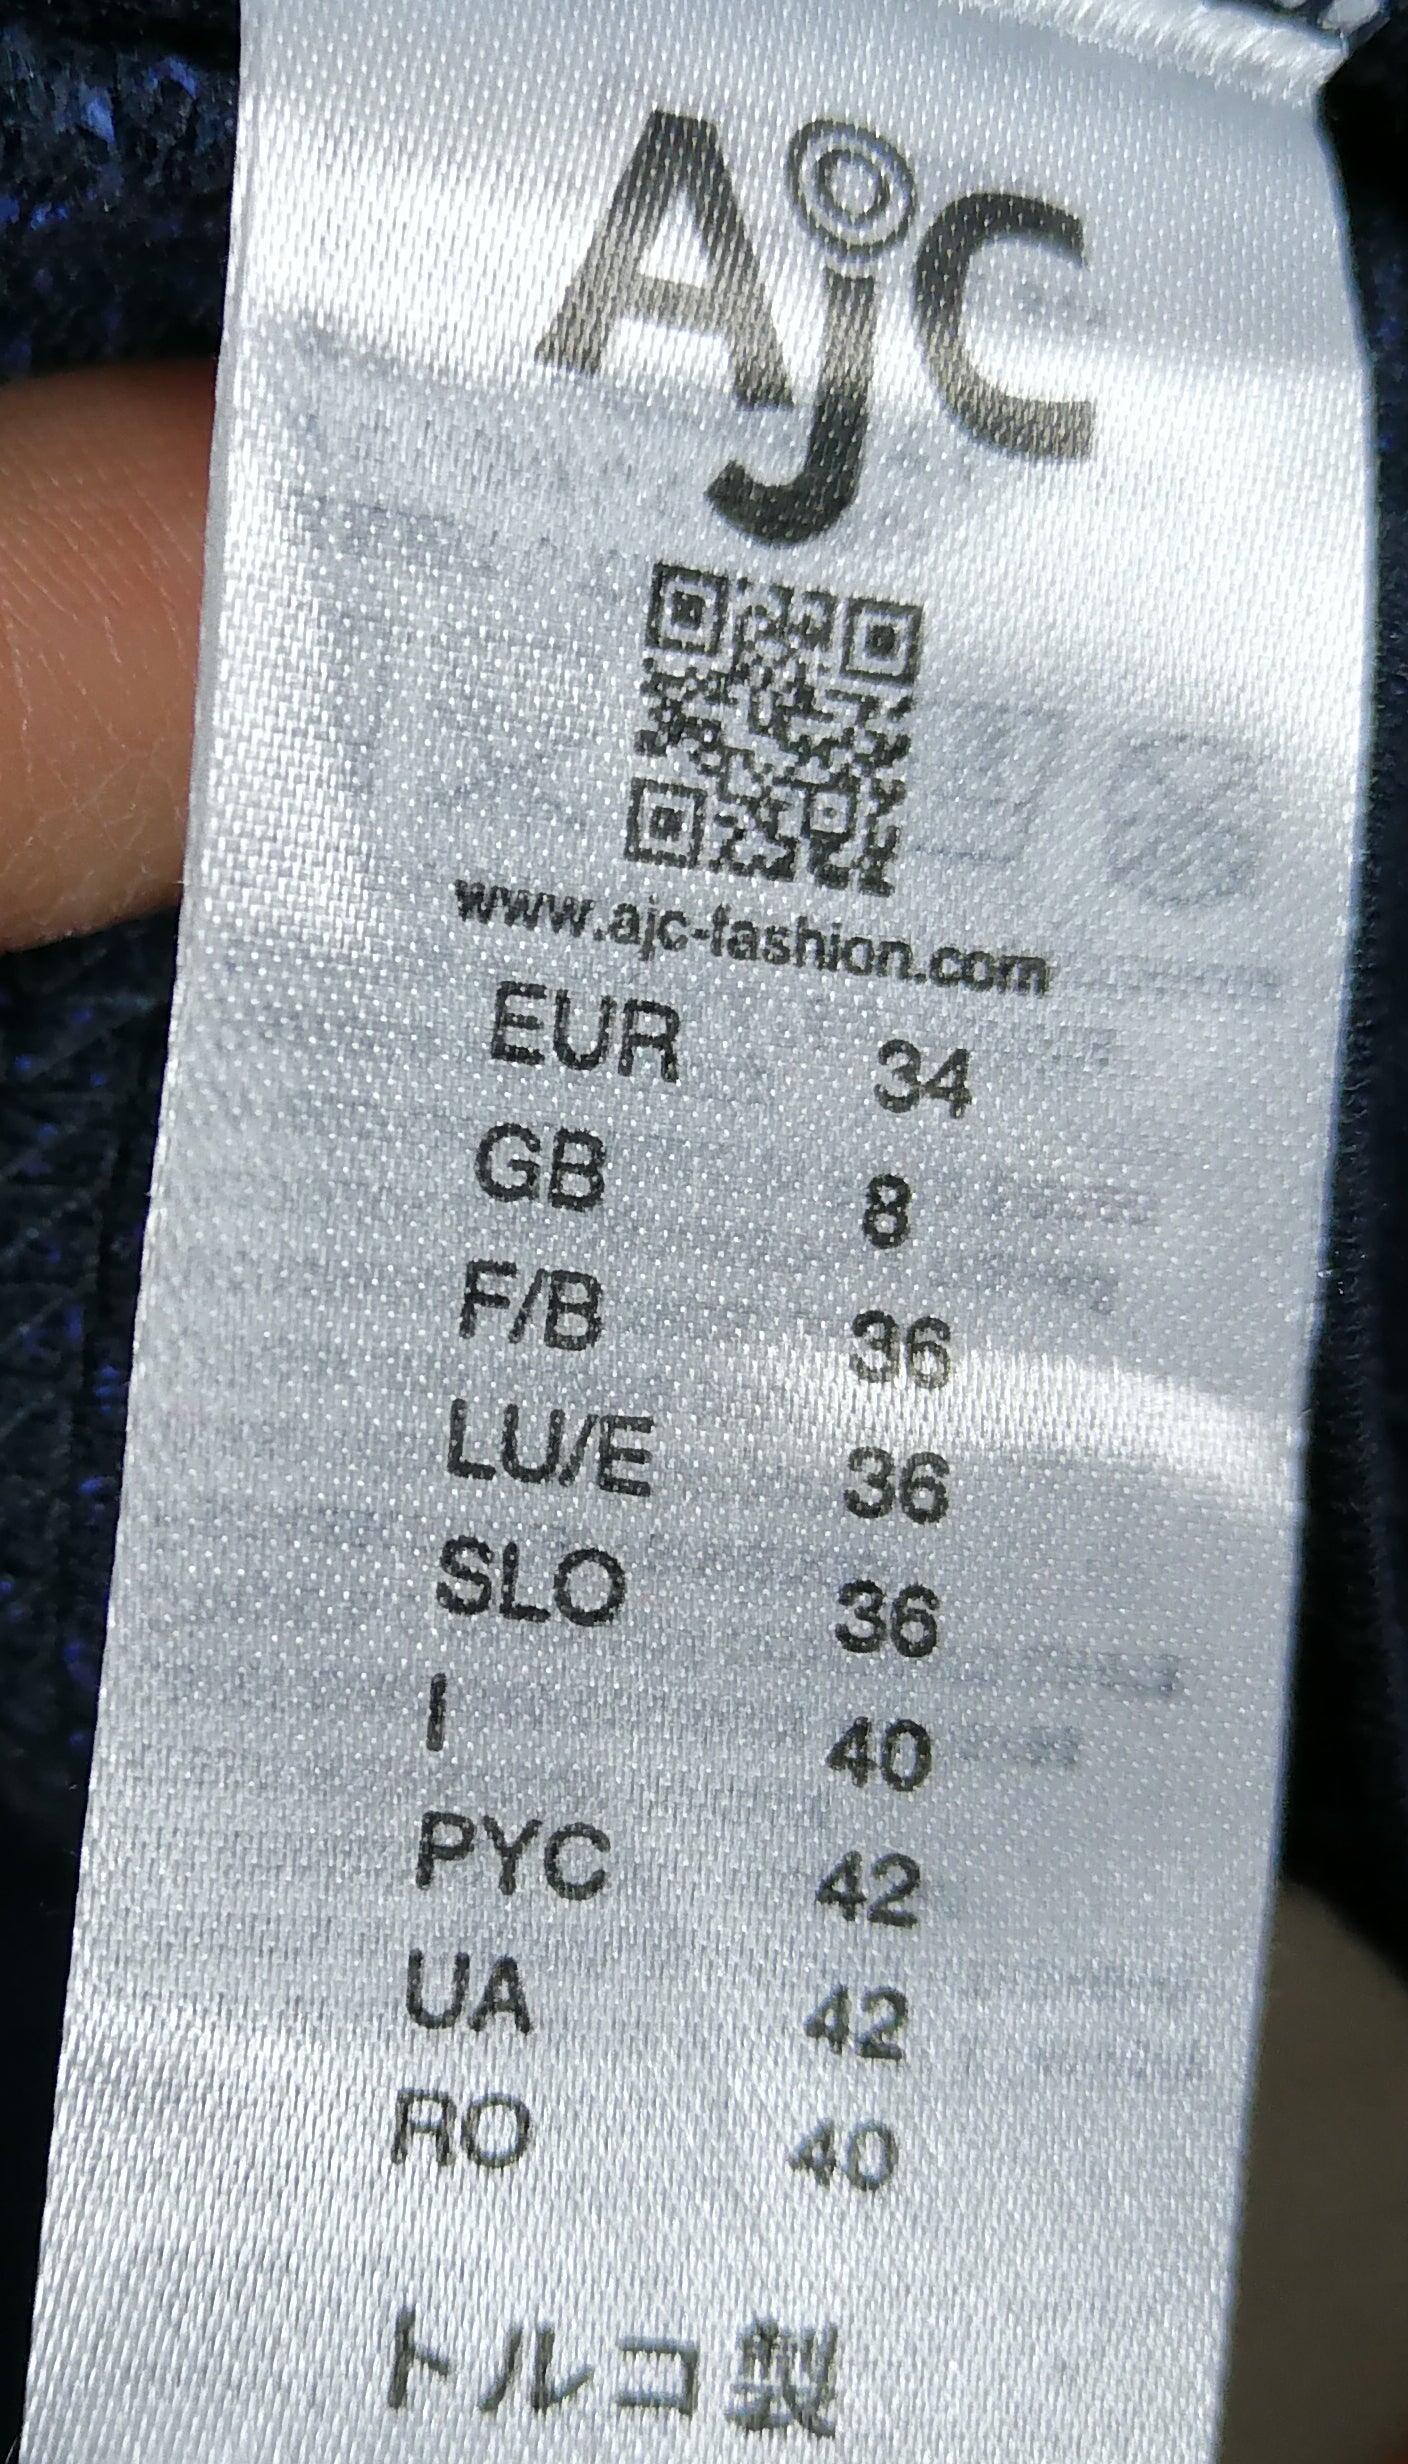 AjC
www.ajc-fashion.com
EUR 34
GB 8
F/B 36
LU/E 36
SLO 36
I 40
PYC 42
UA 42
RO 40
トルコ製